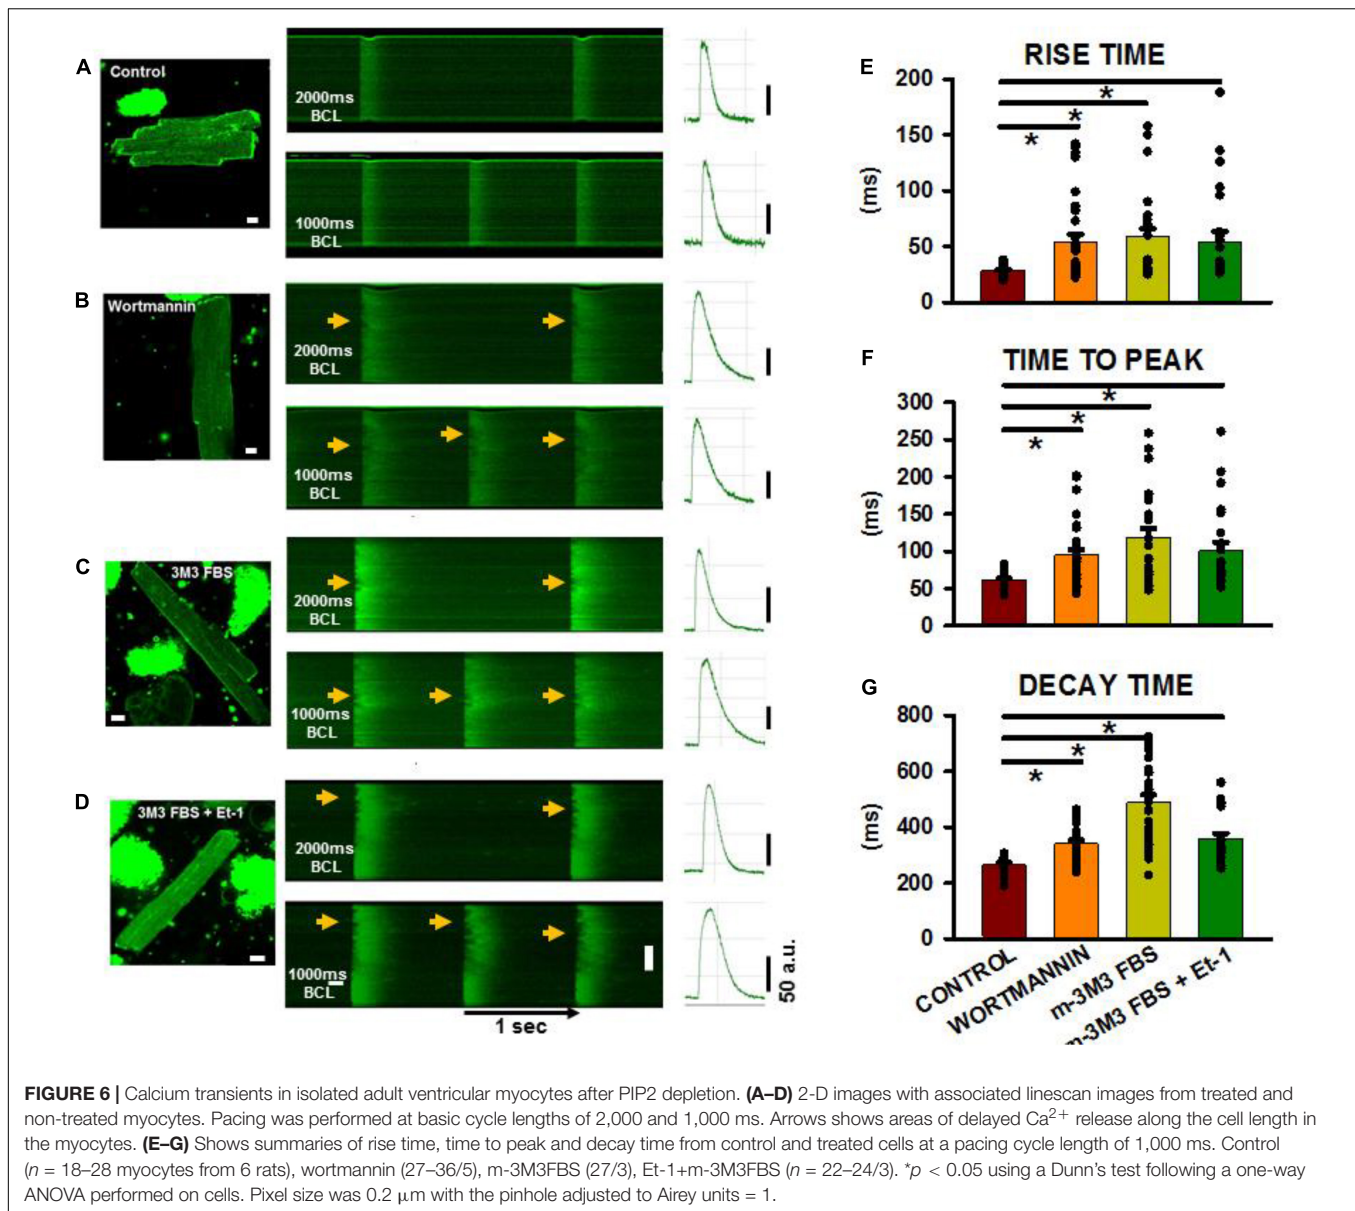 A
Control
2000ms
BCL
1000ms
BCL
B
Wortmannin
2000ms
BCL
1000ms
BCL
C
3M3 FBS
2000ms
BCL
1000ms
BCL
D
3M3 FBS + Et-1
2000ms
BCL
1000ms
BCL
1 sec
50 a.u.
E
RISE TIME
200
150
100
50
0
(ms)
*
*
*
F
TIME TO PEAK
300
250
200
150
100
50
0
(ms)
*
*
*
G
DECAY TIME
800
600
400
200
0
(ms)
*
*
*
CONTROL
WORTMANNIN
m-3M3 FBS
m-3M3 FBS + Et-1
FIGURE 6 | Calcium transients in isolated adult ventricular myocytes after PIP2 depletion. (A–D) 2-D images with associated linescan images from treated and
non-treated myocytes. Pacing was performed at basic cycle lengths of 2,000 and 1,000 ms. Arrows shows areas of delayed Ca2+ release along the cell length in
the myocytes. (E–G) Shows summaries of rise time, time to peak and decay time from control and treated cells at a pacing cycle length of 1,000 ms. Control
(n = 18–28 myocytes from 6 rats), wortmannin (27–36/5), m-3M3FBS (27/3), Et-1+m-3M3FBS (n = 22–24/3). *p < 0.05 using a Dunn's test following a one-way
ANOVA performed on cells. Pixel size was 0.2 μm with the pinhole adjusted to Airey units = 1.